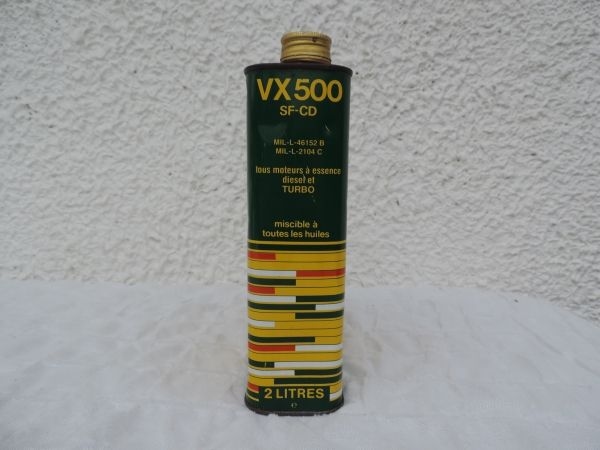 VX500
SF-CD
MIL-L-46152 B
MIL-L-2104 C
tous moteurs à essence
diesel et
TURBO
miscible à
toutes les huiles
2 LITRES
℮